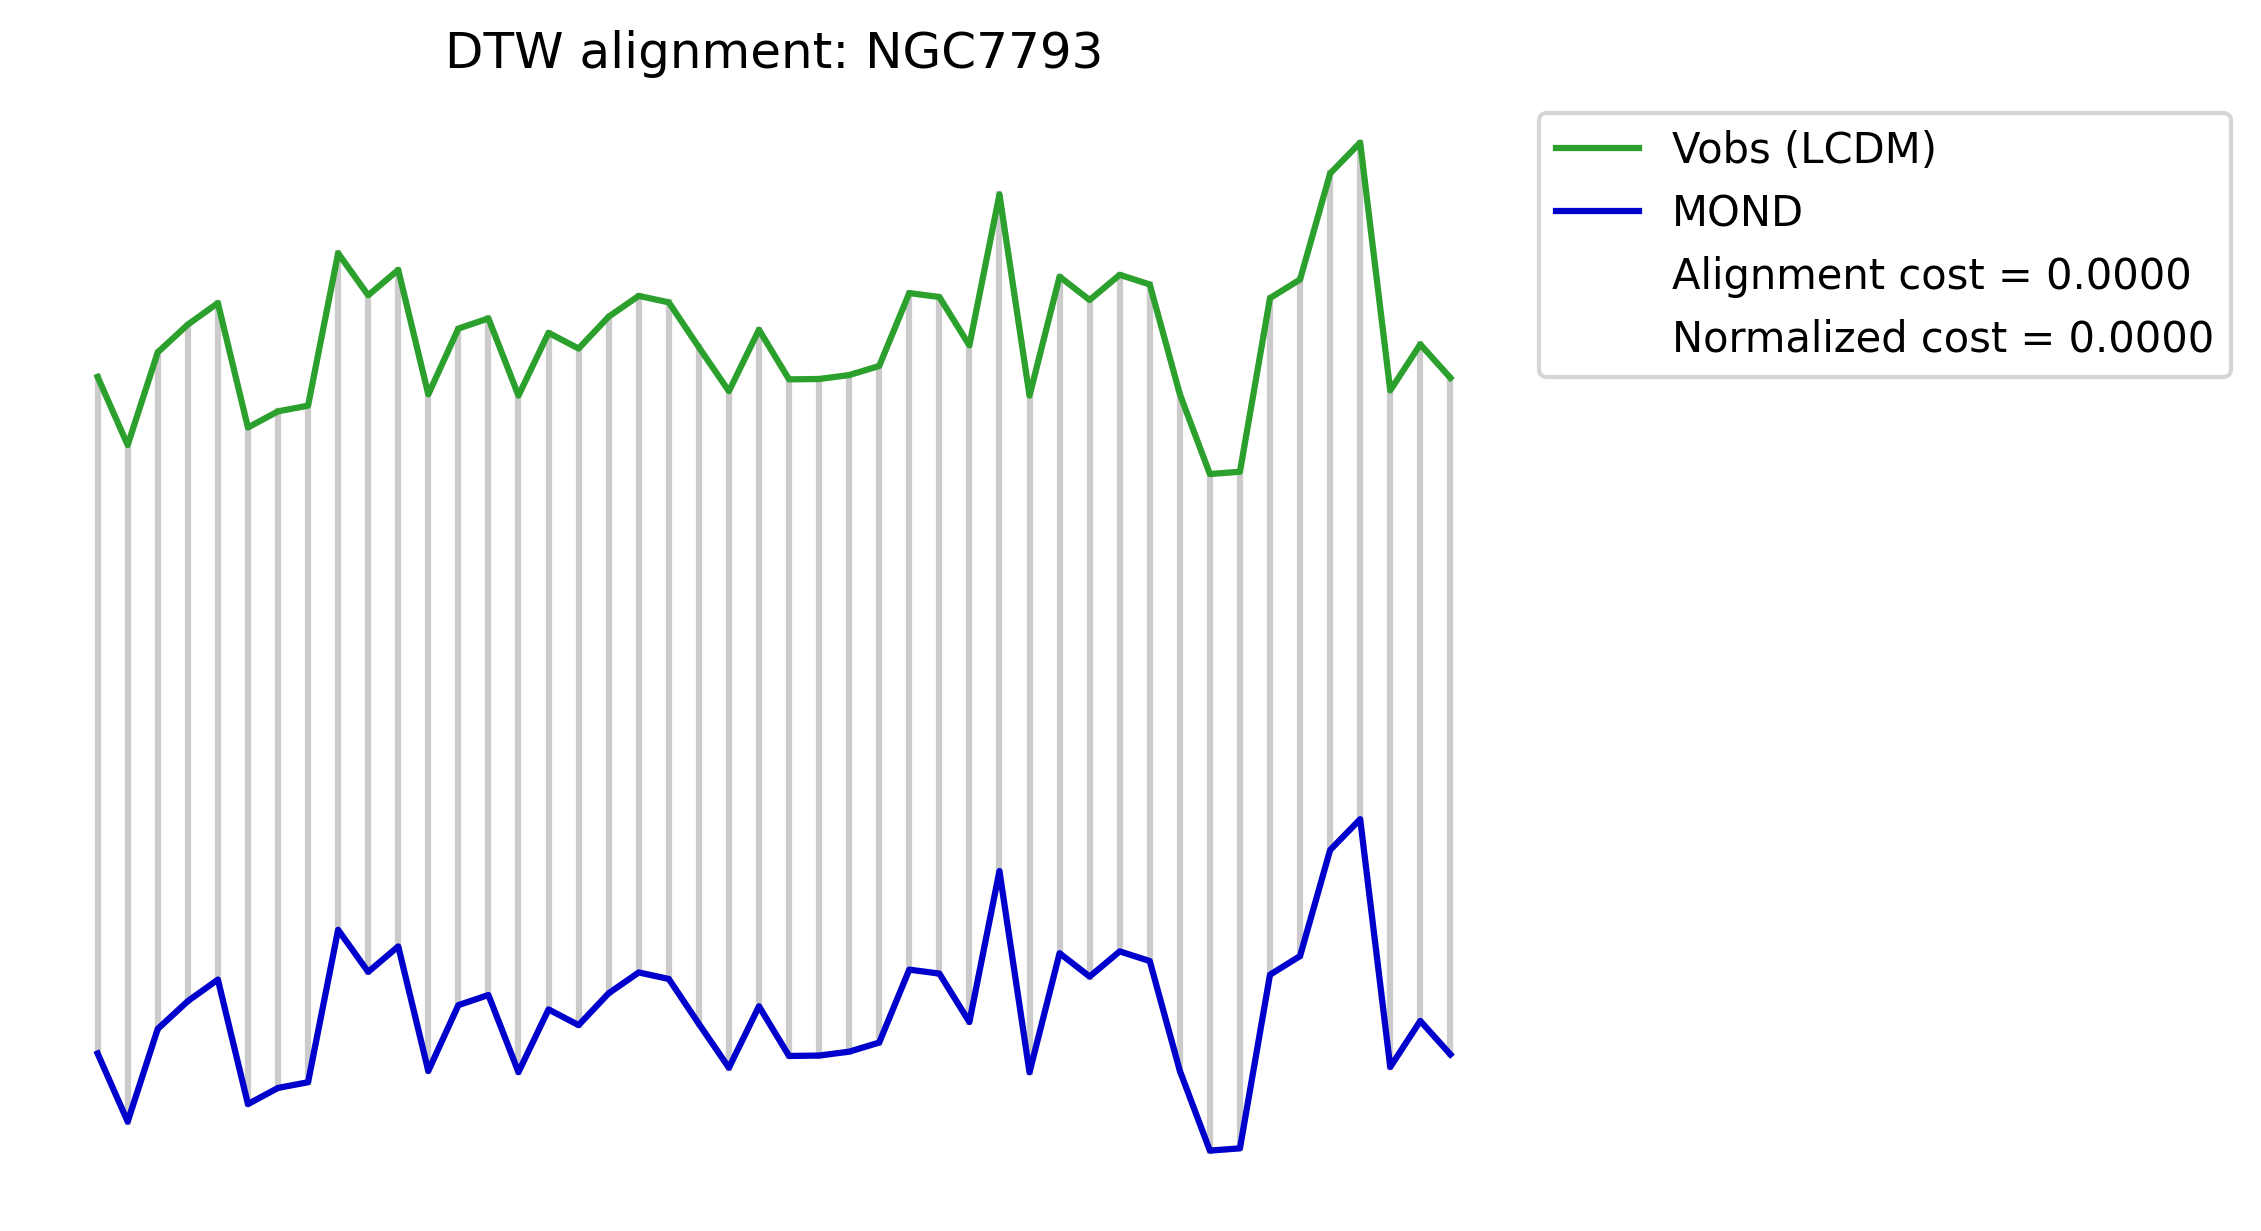 DTW alignment: NGC7793
Vobs (LCDM)
MOND
Alignment cost = 0.0000
Normalized cost = 0.0000